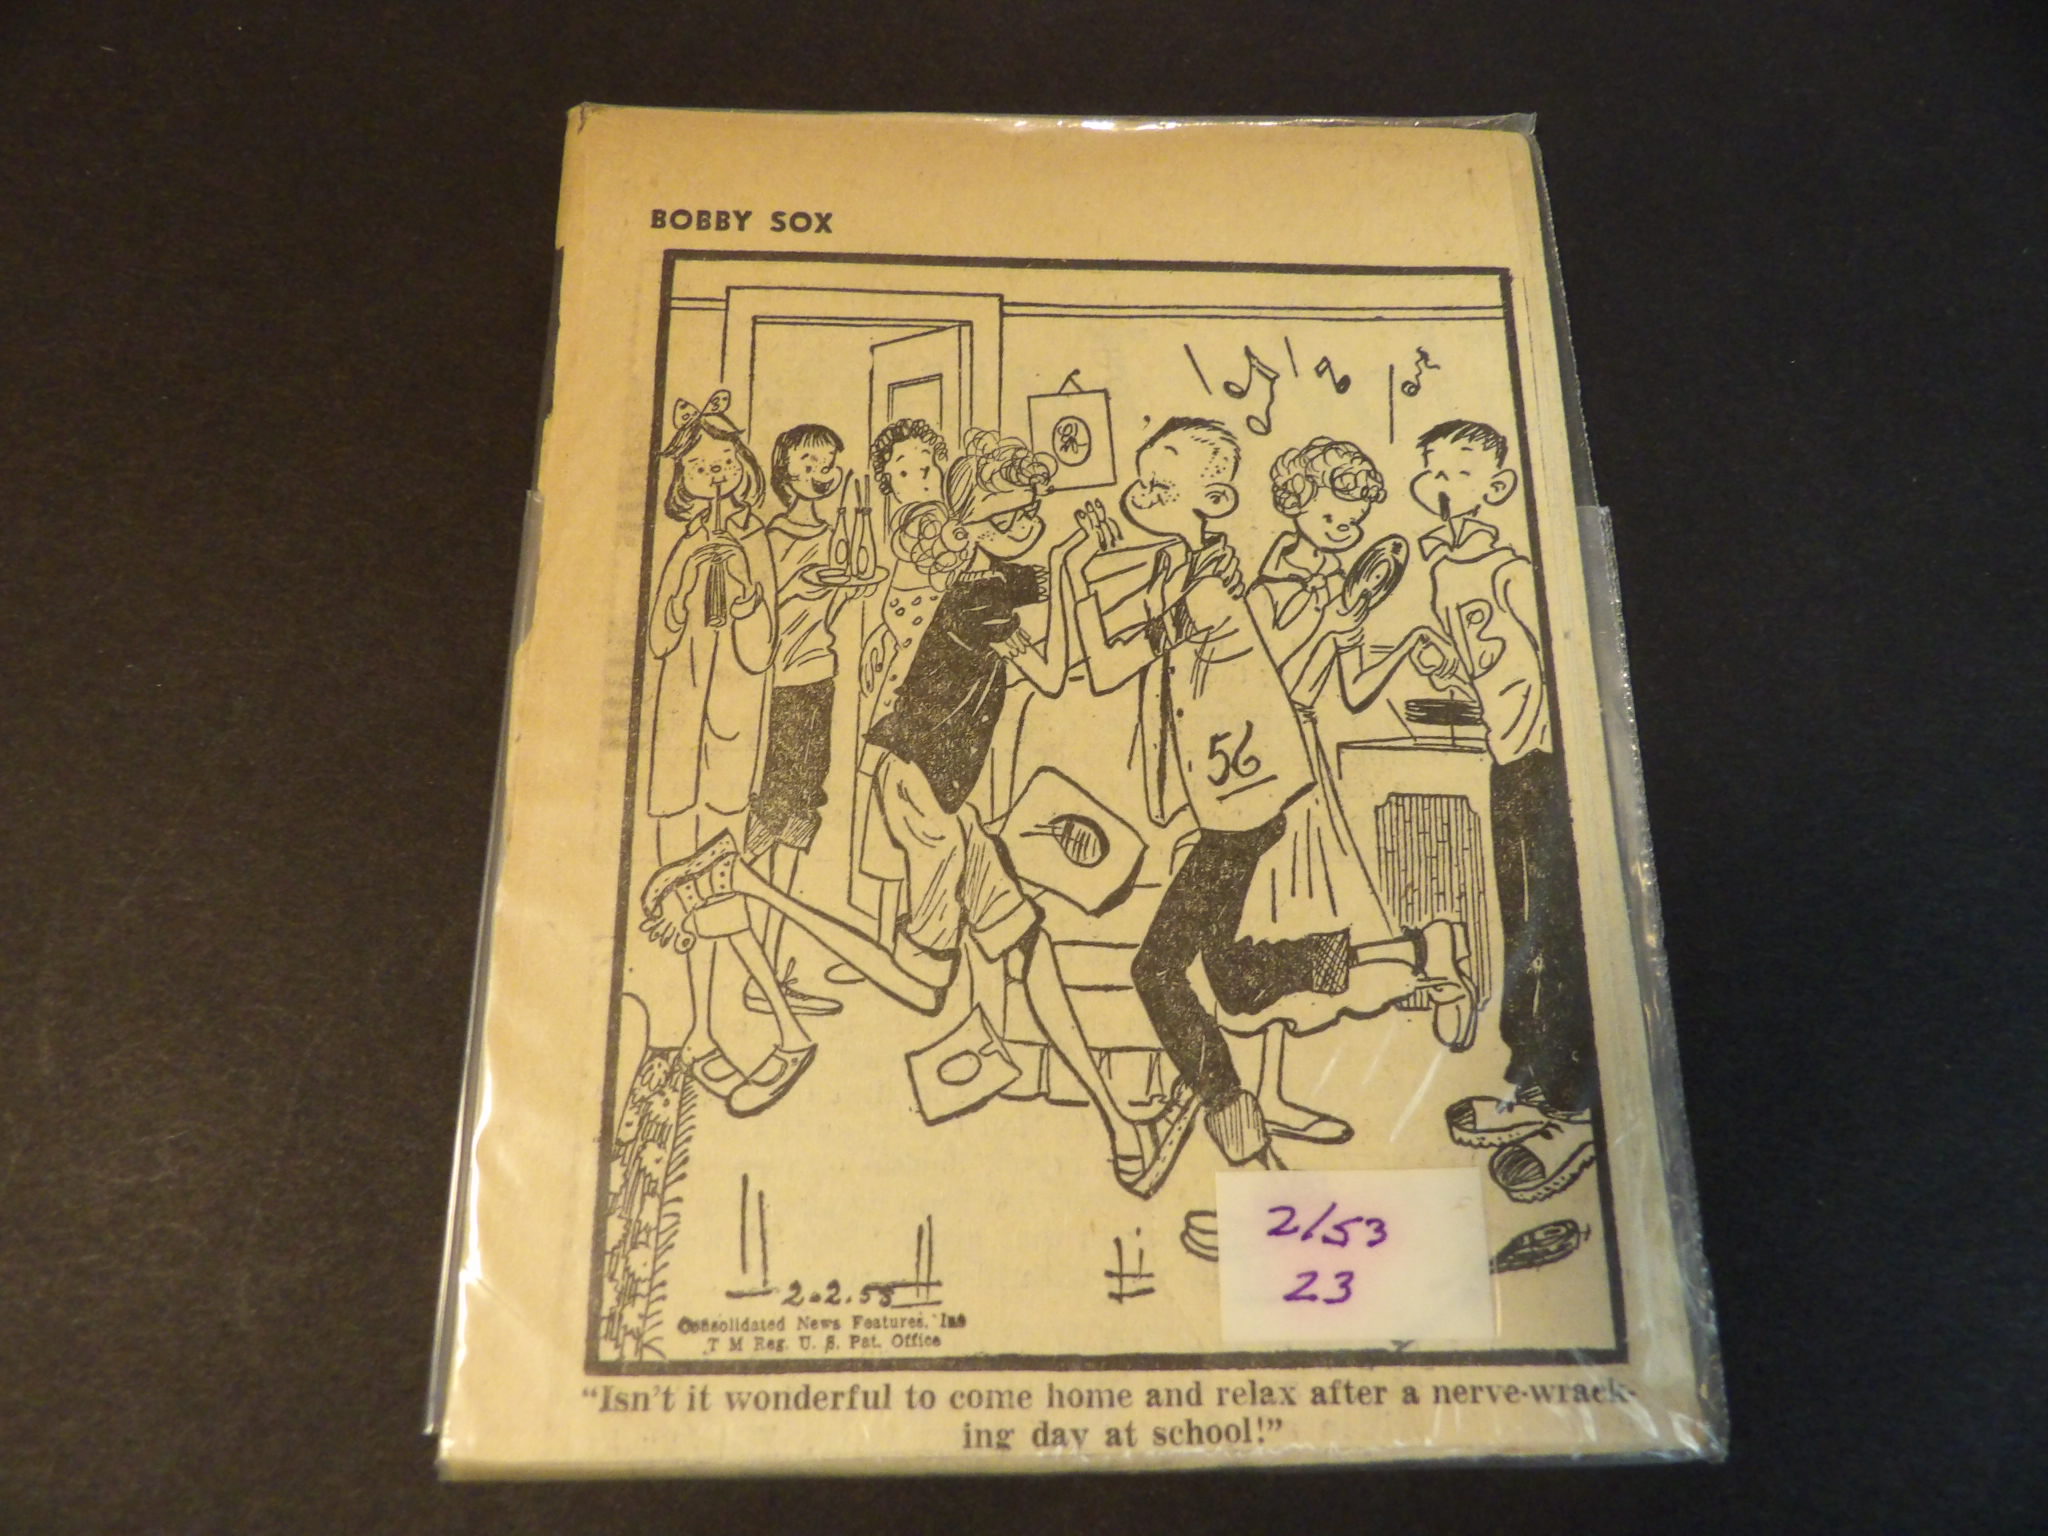 BOBBY SOX
B
56
2/53
23
2.2.53
Consolidated News Features, Inc
T M Reg. U. S. Pat. Office
"Isn't it wonderful to come home and relax after a nerve-wrack-
ing day at school!"